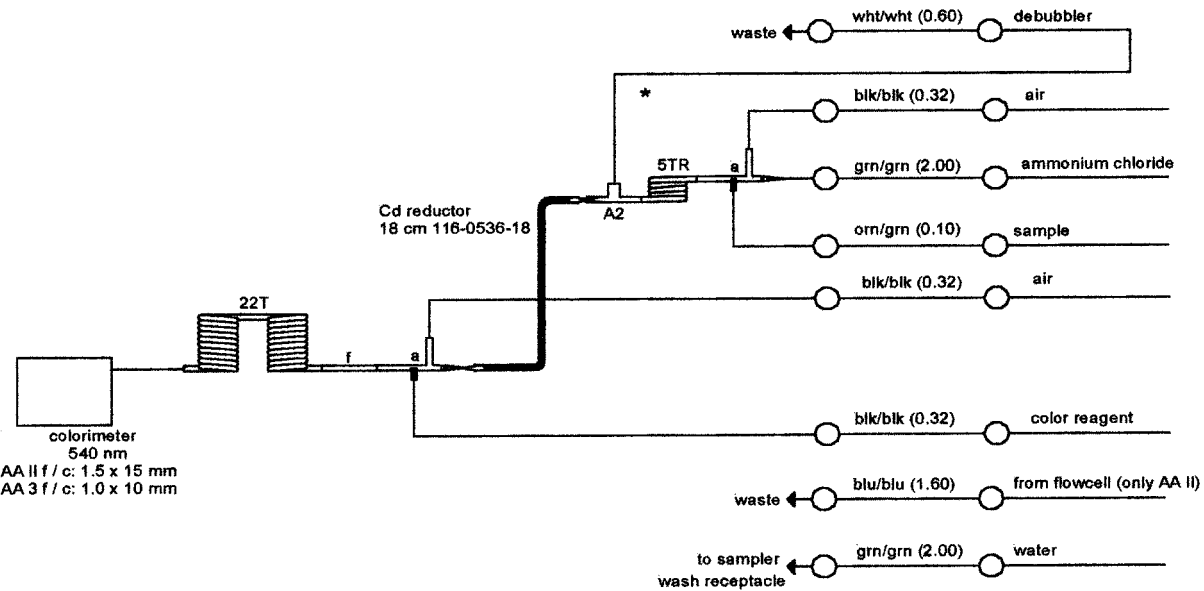 waste wht/wht (0.60) debubbler
*
blk/blk (0.32) air
5TR a grn/grn (2.00) ammonium chloride
A2
Cd reductor
18 cm 116-0536-18
orn/grn (0.10) sample
blk/blk (0.32) air
22T
f a
blk/blk (0.32) color reagent
colorimeter
540 nm
AA II f / c: 1.5 x 15 mm
AA 3 f / c: 1.0 x 10 mm
waste blu/blu (1.60) from flowcell (only AA II)
to sampler
wash receptacle
grn/grn (2.00) water